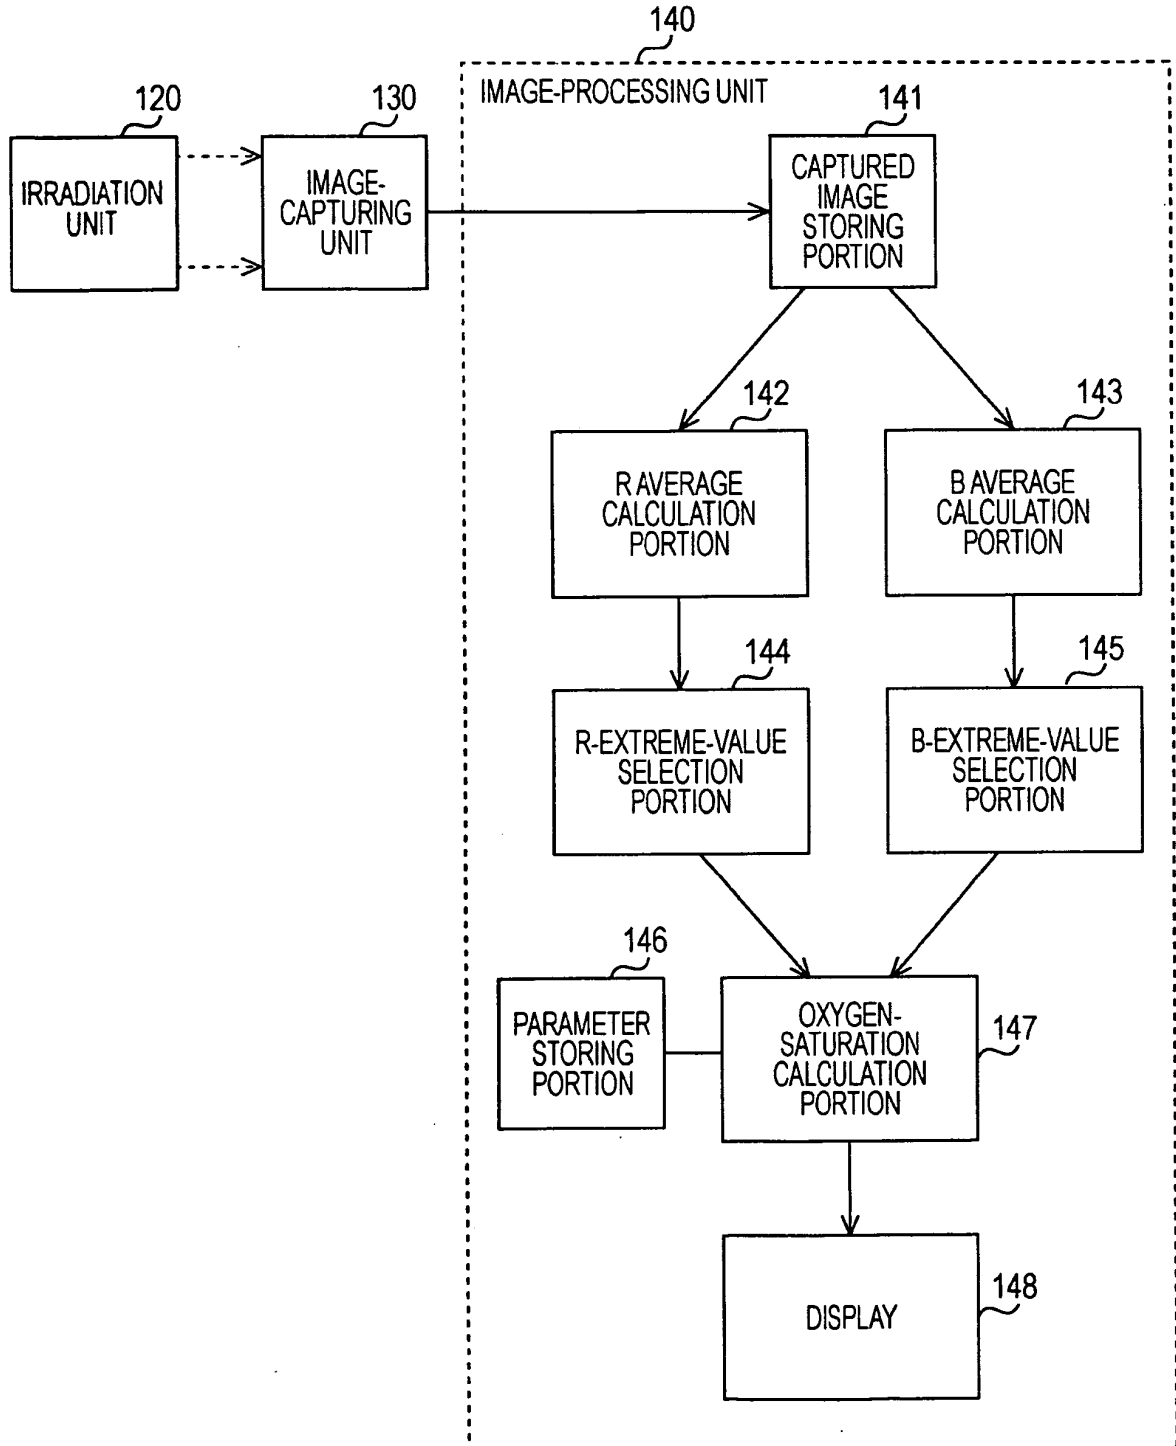 140
IMAGE-PROCESSING UNIT
120
130
141
IRRADIATION
UNIT
IMAGE-
CAPTURING
UNIT
CAPTURED
IMAGE
STORING
PORTION
142
143
R AVERAGE
CALCULATION
PORTION
B AVERAGE
CALCULATION
PORTION
144
145
R-EXTREME-VALUE
SELECTION
PORTION
B-EXTREME-VALUE
SELECTION
PORTION
146
PARAMETER
STORING
PORTION
OXYGEN-
SATURATION
CALCULATION
PORTION
147
DISPLAY
148